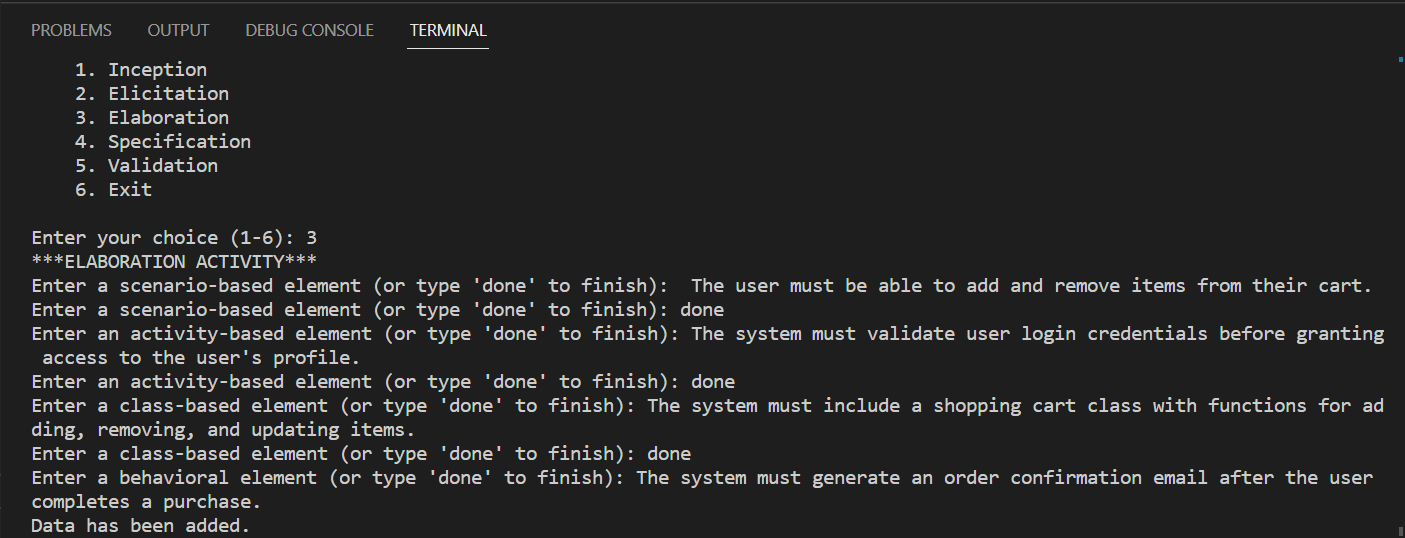 PROBLEMS OUTPUT DEBUG CONSOLE TERMINAL
1. Inception
2. Elicitation
3. Elaboration
4. Specification
5. Validation
6. Exit
Enter your choice (1-6): 3
***ELABORATION ACTIVITY***
Enter a scenario-based element (or type 'done' to finish):  The user must be able to add and remove items from their cart.
Enter a scenario-based element (or type 'done' to finish): done
Enter an activity-based element (or type 'done' to finish): The system must validate user login credentials before granting
 access to the user's profile.
Enter an activity-based element (or type 'done' to finish): done
Enter a class-based element (or type 'done' to finish): The system must include a shopping cart class with functions for ad
ding, removing, and updating items.
Enter a class-based element (or type 'done' to finish): done
Enter a behavioral element (or type 'done' to finish): The system must generate an order confirmation email after the user
completes a purchase.
Data has been added.